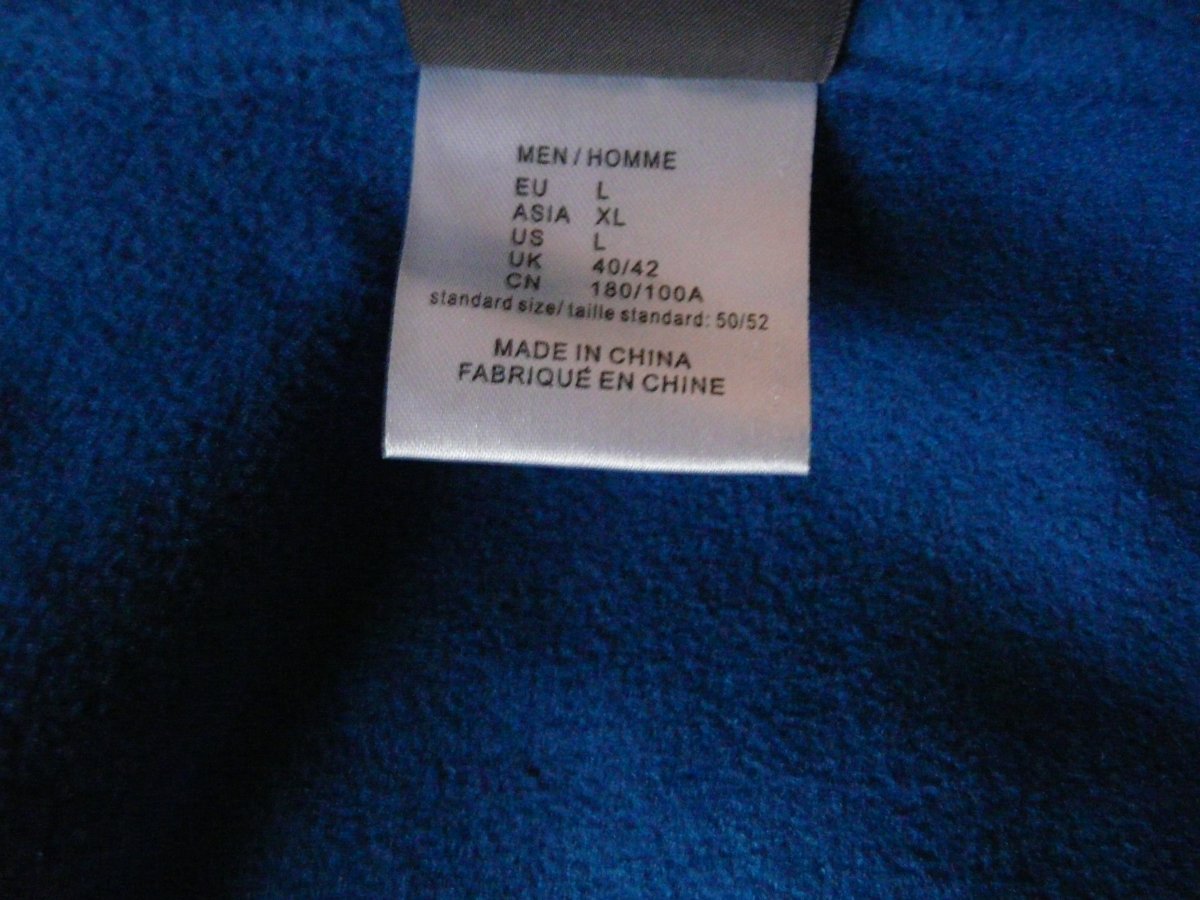 MEN / HOMME
EU L
ASIA XL
US L
UK 40/42
CN 180/100A
standard size/ taille standard: 50/52
MADE IN CHINA
FABRIQUÉ EN CHINE